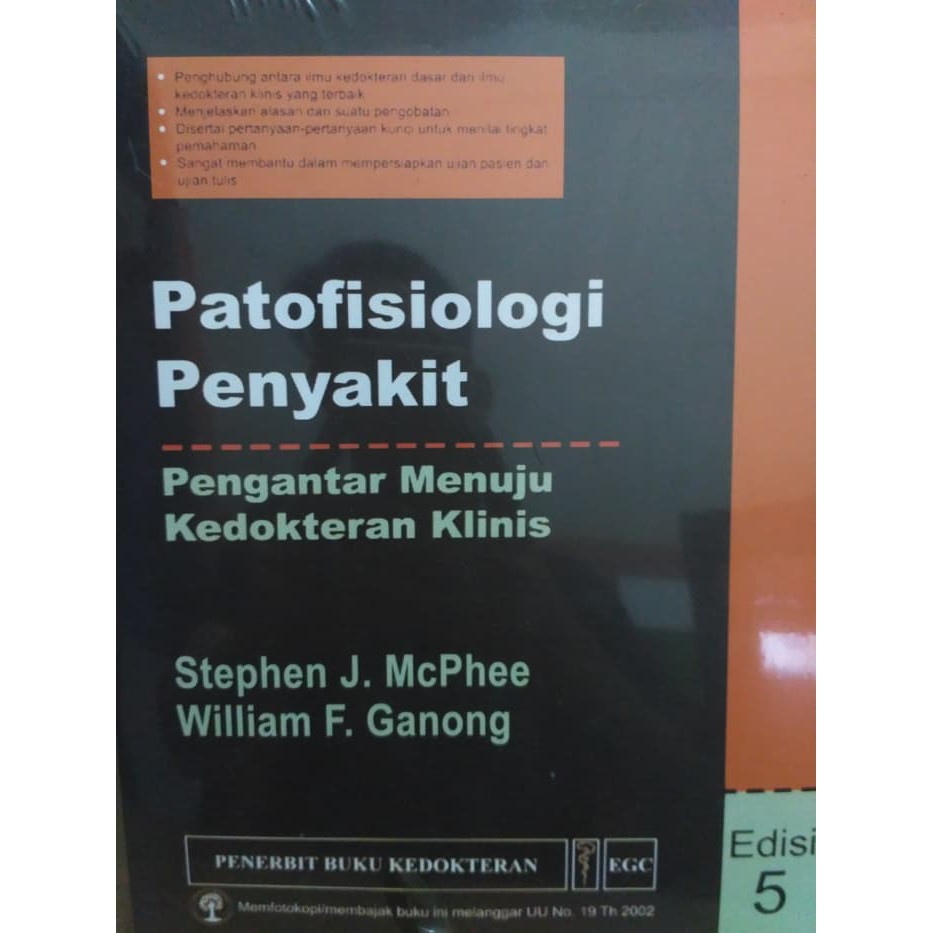 • Penghubung antara ilmu kedokteran dasar dan ilmu
kedokteran klinis yang terbaik
• Menjelaskan alasan dari suatu pengobatan
• Disertai pertanyaan-pertanyaan kunci untuk menilai tingkat
pemahaman
• Sangat membantu dalam mempersiapkan ujian pasien dan
ujian tulis
Patofisiologi
Penyakit
Pengantar Menuju
Kedokteran Klinis
Stephen J. McPhee
William F. Ganong
PENERBIT BUKU KEDOKTERAN EGC
Memfotokopi/membajak buku ini melanggar UU No. 19 Th 2002
Edisi
5